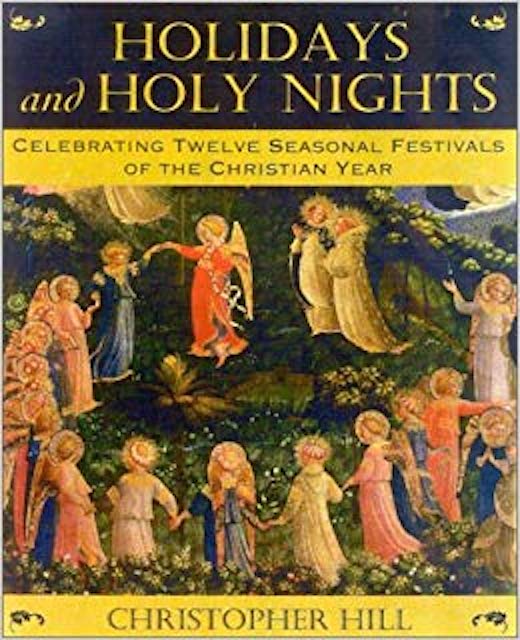 HOLIDAYS
and HOLY NIGHTS
CELEBRATING TWELVE SEASONAL FESTIVALS
OF THE CHRISTIAN YEAR
CHRISTOPHER HILL